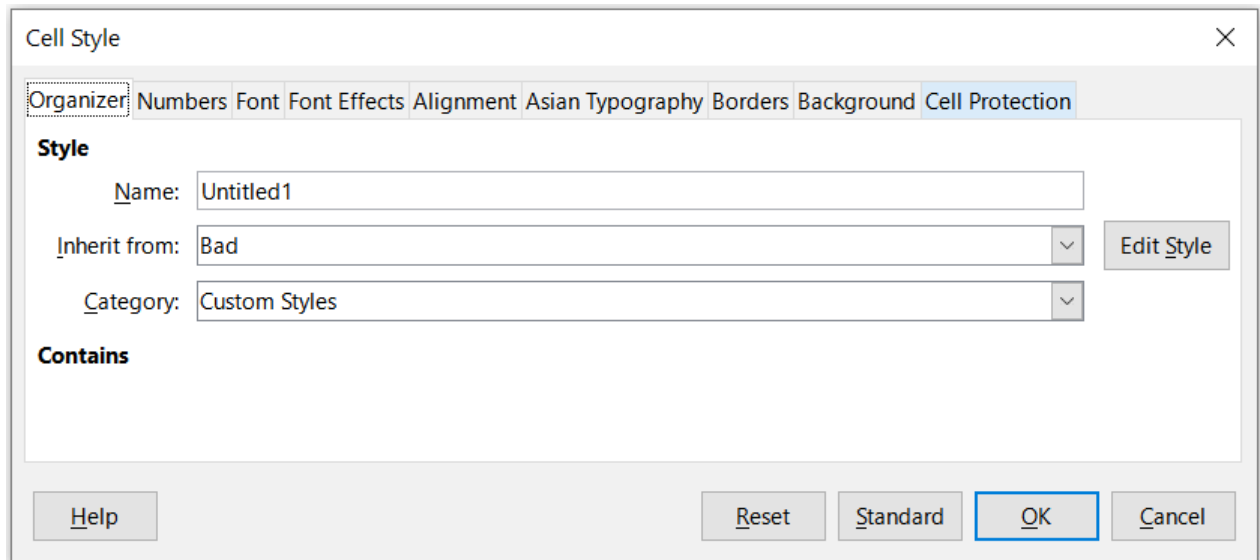 Cell Style
Organizer Numbers Font Font Effects Alignment Asian Typography Borders Background Cell Protection
Style
Name: Untitled1
Inherit from: Bad Edit Style
Category: Custom Styles
Contains
Help Reset Standard OK Cancel